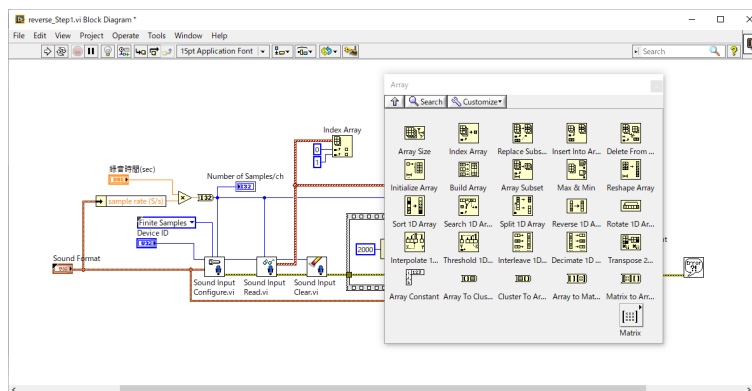 reverse_Step1.vi Block Diagram *
File Edit View Project Operate Tools Window Help
15pt Application Font
Search
Array
Search
Customize
Index Array
0
1
錄音時間(sec)
Number of Samples/ch
I32
sample rate (S/s)
I32
Finite Samples
Device ID
I32
2000
Sound Format
Sound Input Configure.vi
Sound Input Read.vi
Sound Input Clear.vi
Array Size
Index Array
Replace Subs...
Insert Into Ar...
Delete From ...
Initialize Array
Build Array
Array Subset
Max & Min
Reshape Array
Sort 1D Array
Search 1D Ar...
Split 1D Array
Reverse 1D A...
Rotate 1D Ar...
Interpolate 1...
Threshold 1D...
Interleave 1D...
Decimate 1D ...
Transpose 2...
Array Constant
Array To Clus...
Cluster To Ar...
Array to Mat...
Matrix to Arr...
Matrix
Error
?!